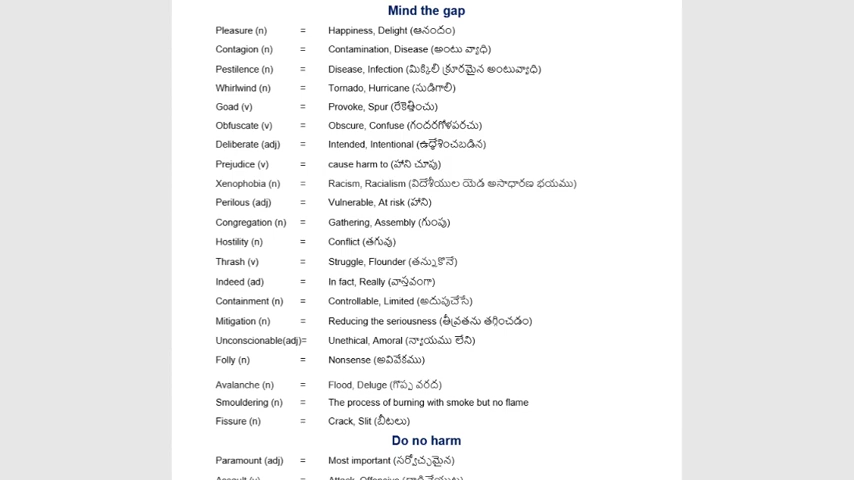 Mind the gap
Pleasure (n) = Happiness, Delight (ఆనందం)
Contagion (n) = Contamination, Disease (అంటు వ్యాధి)
Pestilence (n) = Disease, Infection (మిక్కిలి క్రూరమైన అంటువ్యాధి)
Whirlwind (n) = Tornado, Hurricane (సుడిగాలి)
Goad (v) = Provoke, Spur (రేకెత్తించు)
Obfuscate (v) = Obscure, Confuse (గందరగోళపరచు)
Deliberate (adj) = Intended, Intentional (ఉద్దేశించబడిన)
Prejudice (v) = cause harm to (హాని చూపు)
Xenophobia (n) = Racism, Racialism (విదేశీయుల యెడ అసాధారణ భయము)
Perilous (adj) = Vulnerable, At risk (హాని)
Congregation (n) = Gathering, Assembly (గుంపు)
Hostility (n) = Conflict (తగువు)
Thrash (v) = Struggle, Flounder (తన్నుకొనే)
Indeed (ad) = In fact, Really (వాస్తవంగా)
Containment (n) = Controllable, Limited (అదుపుచేసే)
Mitigation (n) = Reducing the seriousness (తీవ్రతను తగ్గించడం)
Unconscionable(adj)= Unethical, Amoral (న్యాయము లేని)
Folly (n) = Nonsense (అవివేకము)
Avalanche (n) = Flood, Deluge (గొప్ప వరద)
Smouldering (n) = The process of burning with smoke but no flame
Fissure (n) = Crack, Slit (బీటలు)
Do no harm
Paramount (adj) = Most important (సర్వోచ్చమైన)